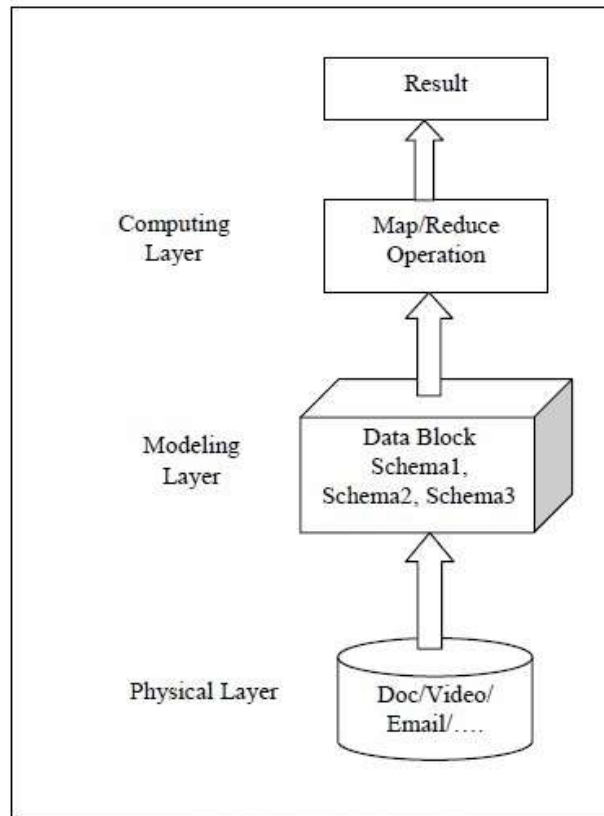 Result
Computing
Layer
Map/Reduce
Operation
Modeling
Layer
Data Block
Schema1,
Schema2, Schema3
Physical Layer
Doc/Video/
Email/….